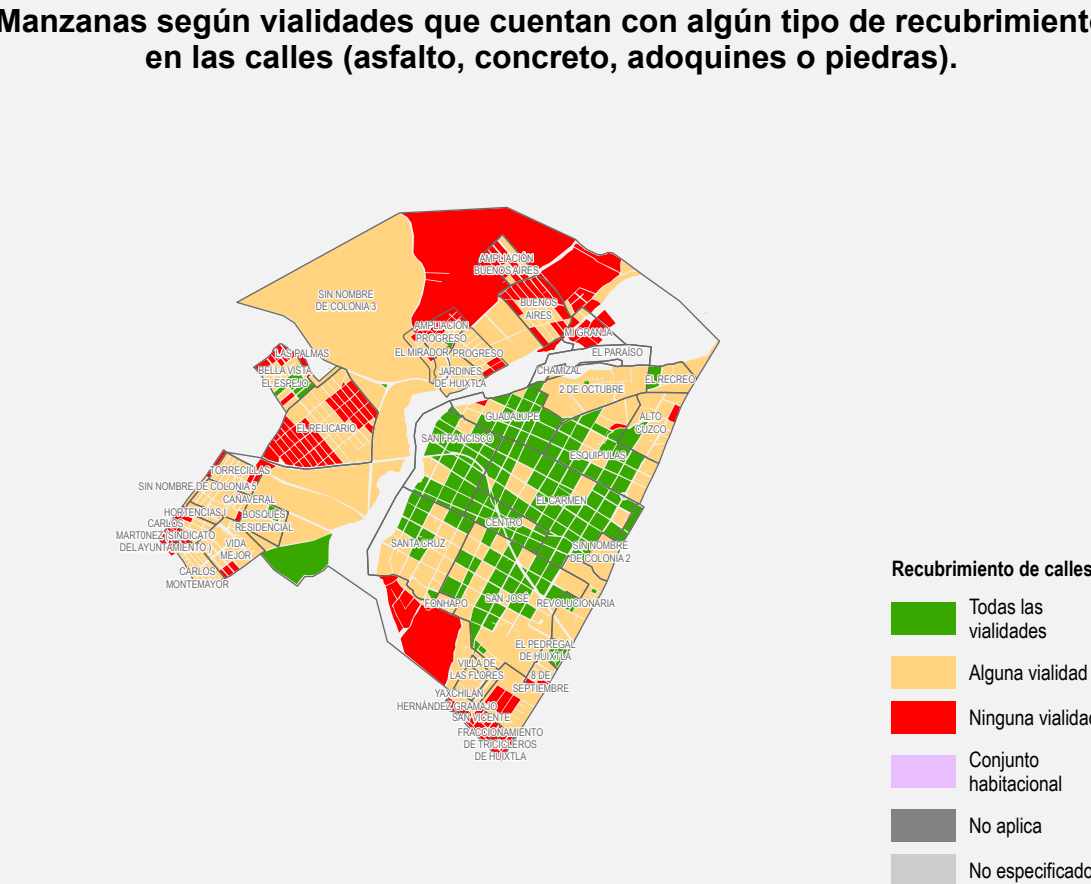 Manzanas según vialidades que cuentan con algún tipo de recubrimiento
en las calles (asfalto, concreto, adoquines o piedras).
AMPLIACIÓN
BUENOS AIRES
SIN NOMBRE
DE COLONIA 3
BUENOS
AIRES
AMPLIACIÓN
PROGRESO
MI GRANJA
EL MIRADOR
PROGRESO
EL PARAÍSO
LAS PALMAS
BELLA VISTA
EL ESPEJO
JARDINES
DE HUIXTLA
CHAMIZAL
2 DE OCTUBRE
EL RECREO
GUADALUPE
ALTO
CUZCO
EL RELICARIO
SAN FRANCISCO
ESQUIPULAS
TORRECILLAS
SIN NOMBRE DE COLONIA 5
CAÑAVERAL
EL CARMEN
HORTENCIAS I
BOSQUES
RESIDENCIAL
CENTRO
CARLOS
MARTÓNEZ (SINDICATO
DEL AYUNTAMIENTO )
VIDA
MEJOR
SANTA CRUZ
SIN NOMBRE
DE COLONIA 2
CARLOS
MONTEMAYOR
FONHAPO
SAN JOSÉ
REVOLUCIONARIA
EL PEDREGAL
DE HUIXTLA
VILLA DE
LAS FLORES
8 DE
SEPTIEMBRE
YAXCHILÁN
HERNÁNDEZ GRAMAJO
SAN VICENTE
FRACCIONAMIENTO
DE TRICICLEROS
DE HUIXTLA
Recubrimiento de calles
Todas las
vialidades
Alguna vialidad
Ninguna vialidad
Conjunto
habitacional
No aplica
No especificado